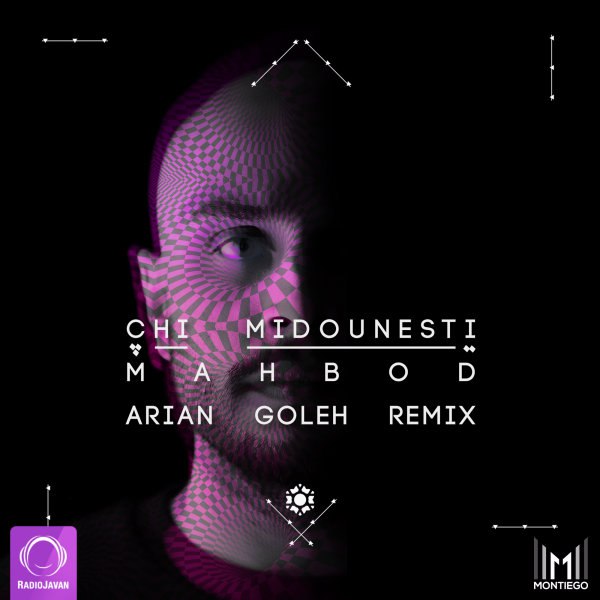 CHI MIDOUNESTI
MAHBOD
ARIAN GOLEH REMIX
RADIOJAVAN
M
MONTIEGO